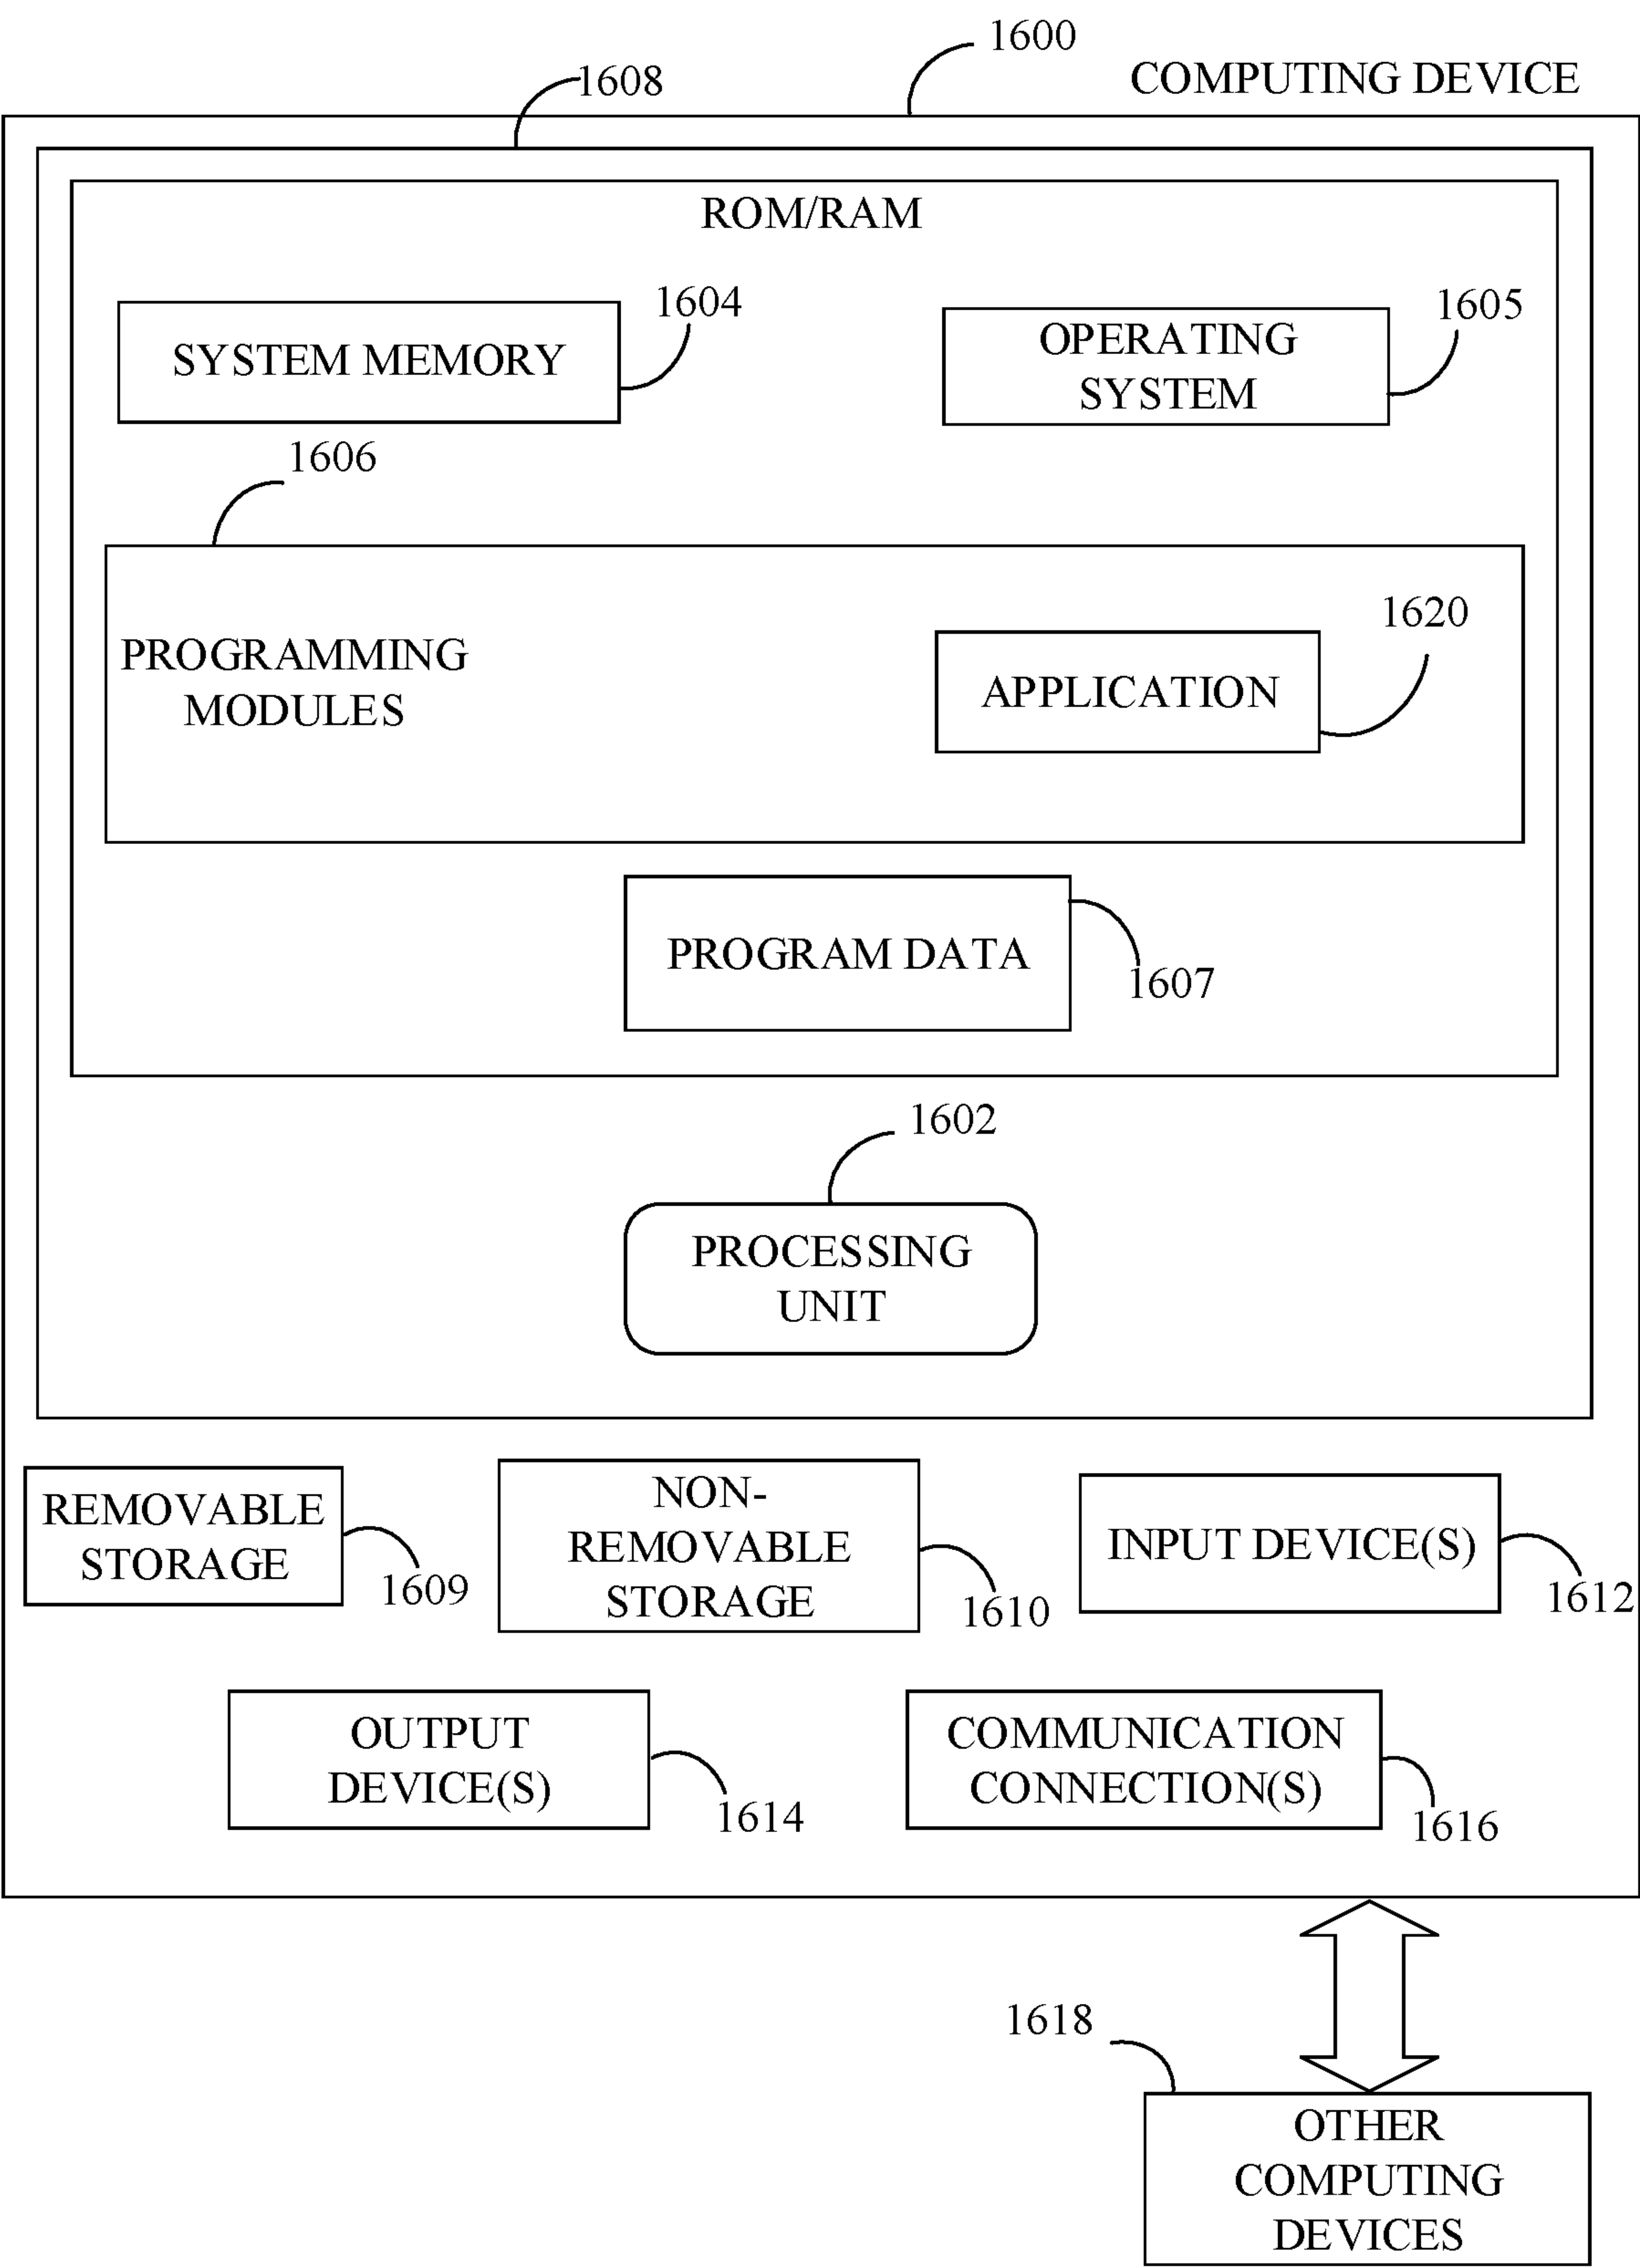 1600
1608
COMPUTING DEVICE
ROM/RAM
1604
1605
SYSTEM MEMORY
OPERATING
SYSTEM
1606
1620
PROGRAMMING
MODULES
APPLICATION
PROGRAM DATA
1607
1602
PROCESSING
UNIT
REMOVABLE
STORAGE
1609
NON-
REMOVABLE
STORAGE
1610
INPUT DEVICE(S)
1612
OUTPUT
DEVICE(S)
1614
COMMUNICATION
CONNECTION(S)
1616
1618
OTHER
COMPUTING
DEVICES